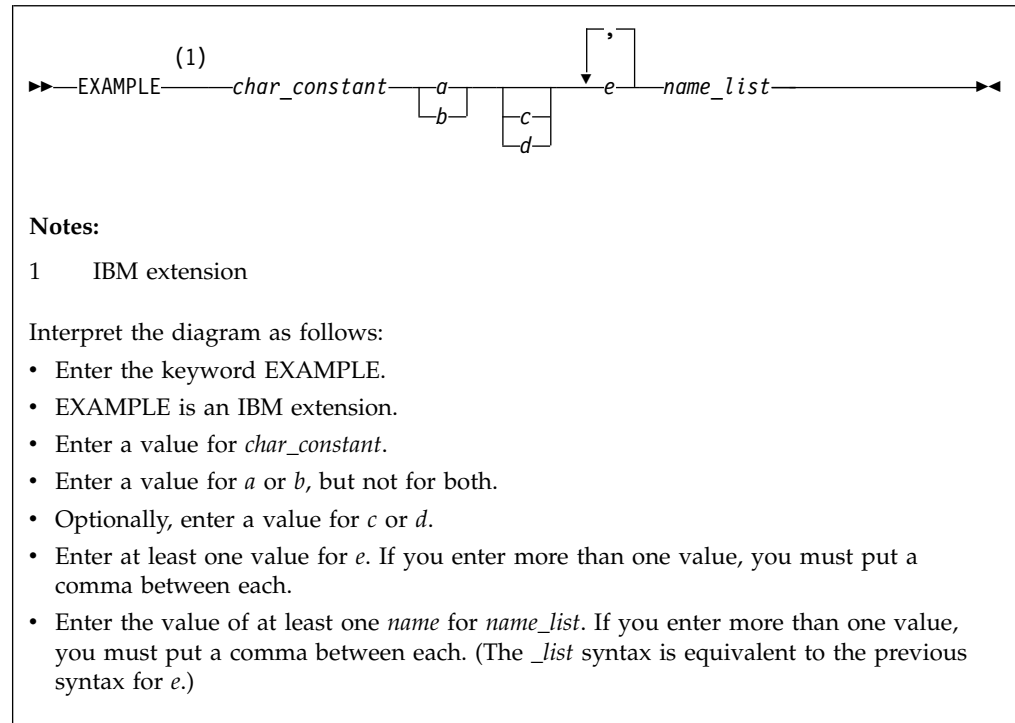 ,
(1)
EXAMPLE char_constant a e name_list
b c
d
Notes:
1 IBM extension
Interpret the diagram as follows:
• Enter the keyword EXAMPLE.
• EXAMPLE is an IBM extension.
• Enter a value for char_constant.
• Enter a value for a or b, but not for both.
• Optionally, enter a value for c or d.
• Enter at least one value for e. If you enter more than one value, you must put a
comma between each.
• Enter the value of at least one name for name_list. If you enter more than one value,
you must put a comma between each. (The _list syntax is equivalent to the previous
syntax for e.)